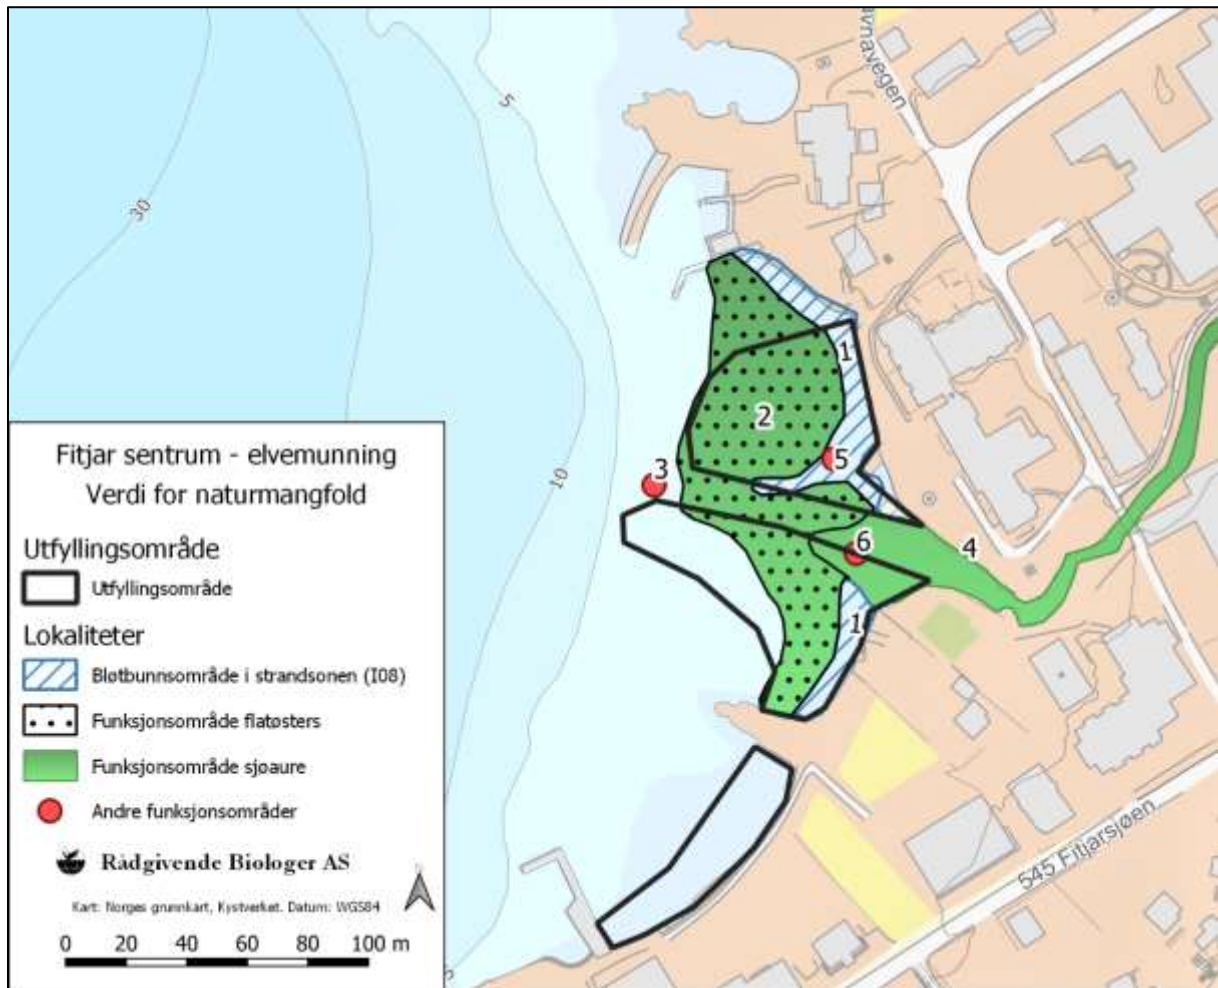 avnavegen
5
30
10
1
2
3
5
4
6
1
545 Fitjarsjøen
Fitjar sentrum - elvemunning
Verdi for naturmangfold
Utfyllingsområde
Utfyllingsområde
Lokaliteter
Bløtbunnsområde i strandsonen (I08)
Funksjonsområde flatøsters
Funksjonsområde sjøaure
Andre funksjonsområder
Rådgivende Biologer AS
Kart: Norges grunnkart, Kystverket. Datum: WGS84
0 20 40 60 80 100 m
5